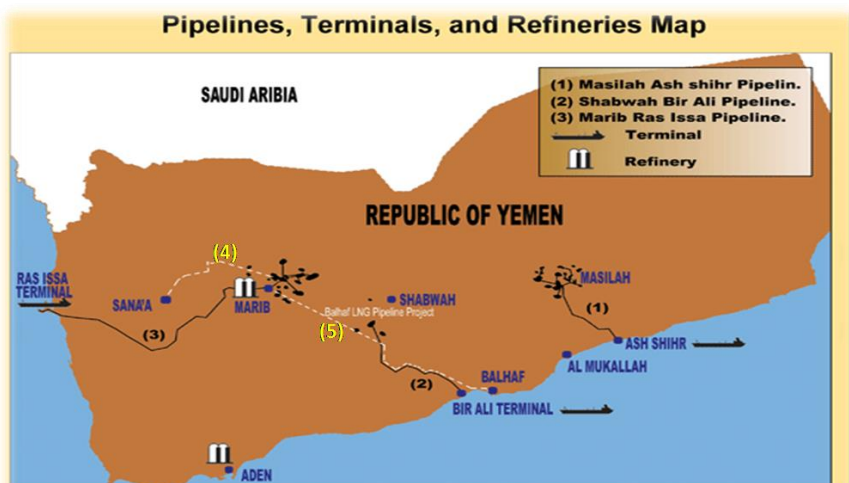 Pipelines, Terminals, and Refineries Map
SAUDI ARIBIA
(1) Masilah Ash shihr Pipelin.
(2) Shabwah Bir Ali Pipeline.
(3) Marib Ras Issa Pipeline.
Terminal
Refinery
REPUBLIC OF YEMEN
(4)
RAS ISSA
TERMINAL
SANA'A
MARIB
SHABWAH
MASILAH
Balhaf LNG Pipeline Project
(1)
(3)
(5)
ASH SHIHR
AL MUKALLAH
(2)
BALHAF
BIR ALI TERMINAL
ADEN